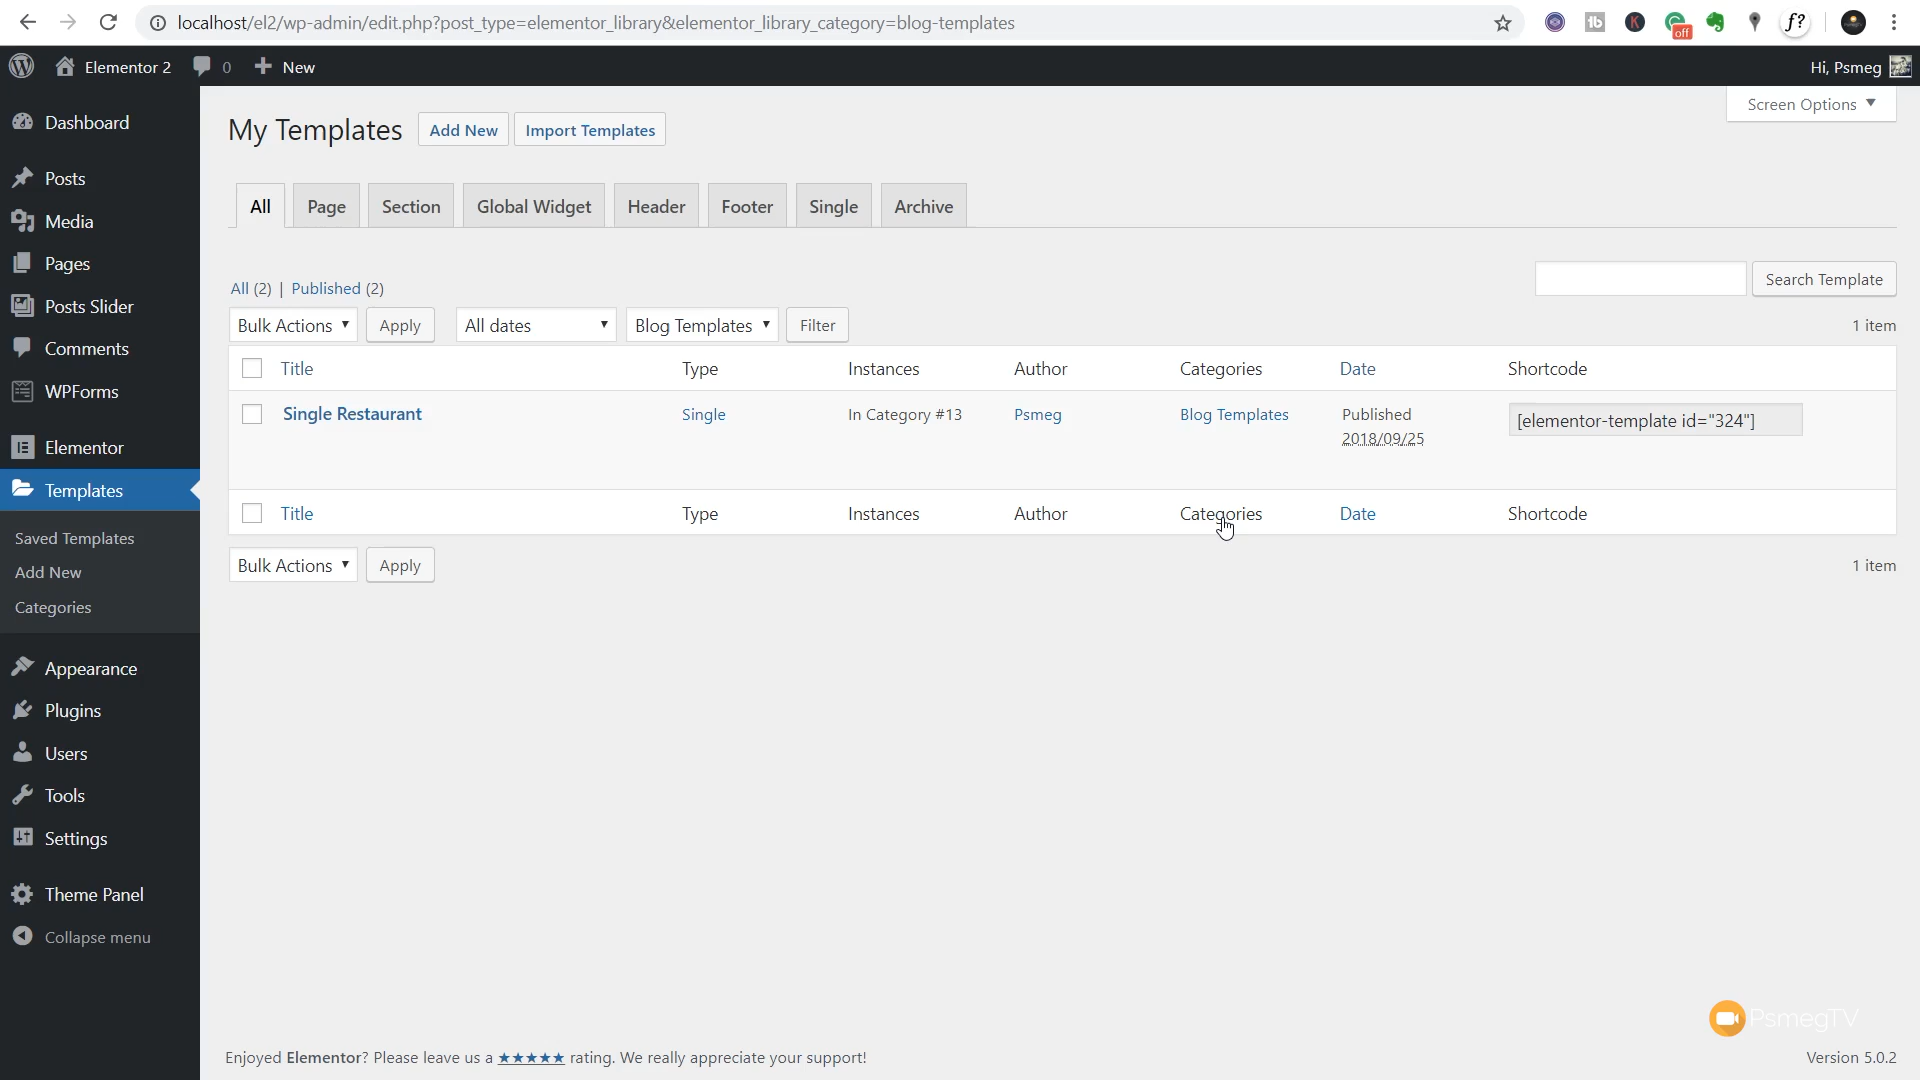 localhost/el2/wp-admin/edit.php?post_type=elementor_library&elementor_library_category=blog-templates
off
f?
Elementor 2 0 New Hi, Psmeg
Screen Options
Dashboard
Posts
Media
Pages
Posts Slider
Comments
WPForms
Elementor
Templates
Saved Templates
Add New
Categories
Appearance
Plugins
Users
Tools
Settings
Theme Panel
Collapse menu
My Templates Add New Import Templates
All Page Section Global Widget Header Footer Single Archive
All (2) | Published (2)
Search Template
Bulk Actions Apply All dates Blog Templates Filter 1 item
Title Type Instances Author Categories Date Shortcode
Single Restaurant Single In Category #13 Psmeg Blog Templates Published [elementor-template id="324"]
2018/09/25
Title Type Instances Author Categories Date Shortcode
Bulk Actions Apply 1 item
PsmegTV
Enjoyed Elementor? Please leave us a ★★★★★ rating. We really appreciate your support! Version 5.0.2